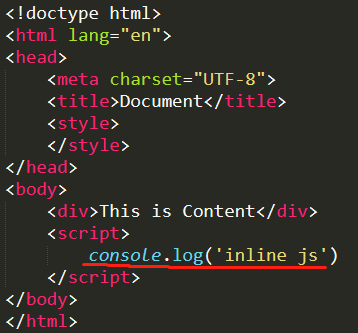 <!doctype html>
<html lang="en">
<head>
    <meta charset="UTF-8">
    <title>Document</title>
    <style>
    </style>
</head>
<body>
    <div>This is Content</div>
    <script>
        console.log('inline js')
    </script>
</body>
</html>